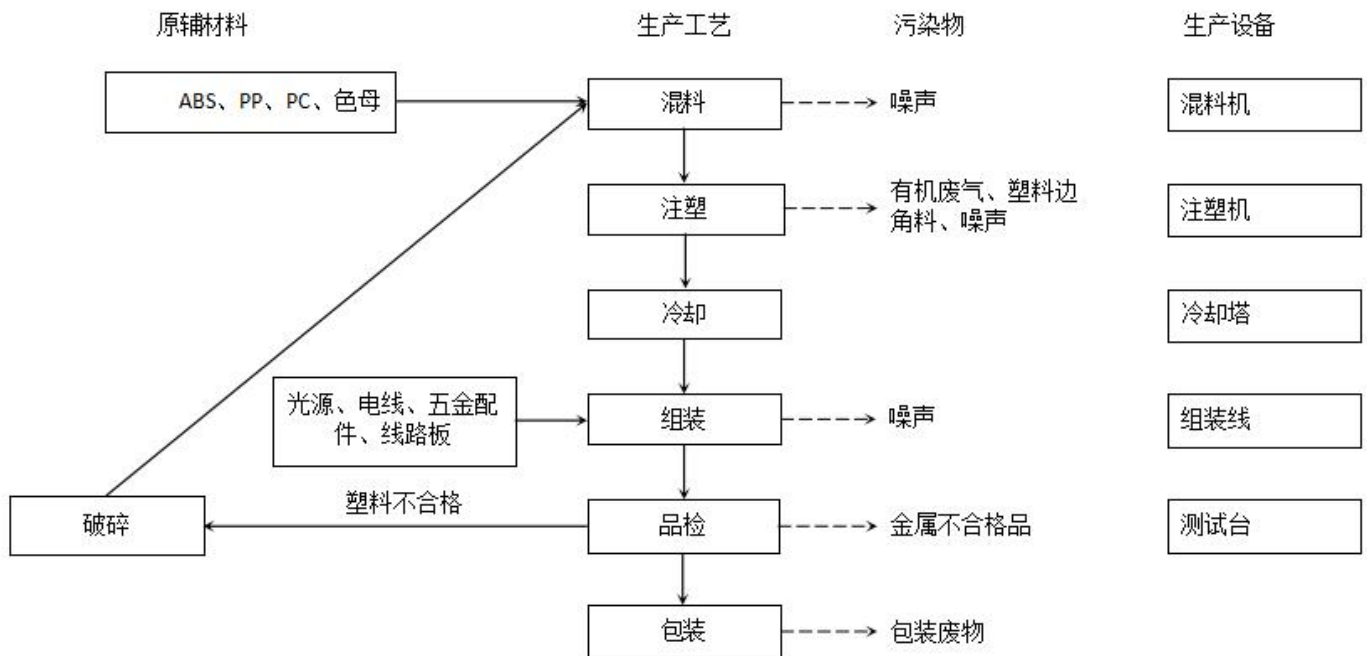 原辅材料 生产工艺 污染物 生产设备
ABS、PP、PC、色母 混料 噪声 混料机
注塑 有机废气、塑料边
角料、噪声 注塑机
冷却 冷却塔
光源、电线、五金配
件、线路板 组装 噪声 组装线
破碎 塑料不合格 品检 金属不合格品 测试台
包装 包装废物